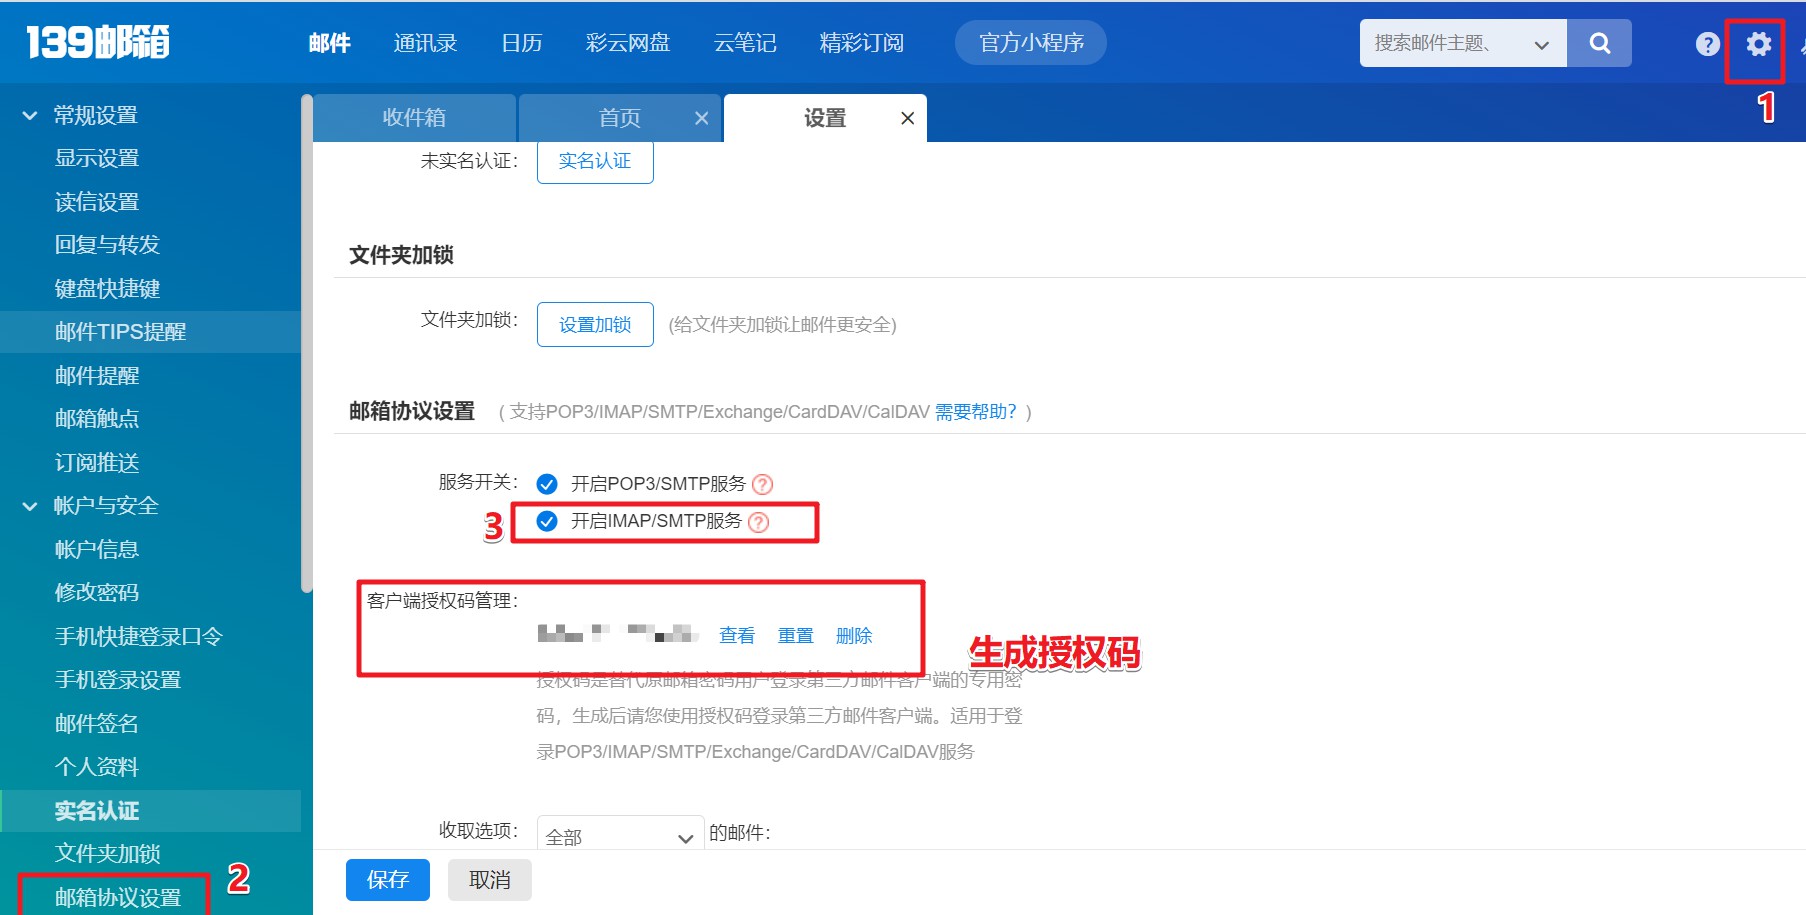 139邮箱
邮件 通讯录 日历 彩云网盘 云笔记 精彩订阅 官方小程序 搜索邮件主题、 ?
1
常规设置
显示设置
读信设置
回复与转发
键盘快捷键
邮件TIPS提醒
邮件提醒
邮箱触点
订阅推送
帐户与安全
帐户信息
修改密码
手机快捷登录口令
手机登录设置
邮件签名
个人资料
实名认证
文件夹加锁
邮箱协议设置
2
收件箱 首页 × 设置 ×
未实名认证: 实名认证
文件夹加锁
文件夹加锁: 设置加锁 (给文件夹加锁让邮件更安全)
邮箱协议设置 (支持POP3/IMAP/SMTP/Exchange/CardDAV/CalDAV 需要帮助?)
服务开关: 开启POP3/SMTP服务 ?
3 开启IMAP/SMTP服务 ?
客户端授权码管理:
查看 重置 删除
生成授权码
授权码是替代原邮箱密码用户登录第三方邮件客户端的专用密
码，生成后请您使用授权码登录第三方邮件客户端。适用于登
录POP3/IMAP/SMTP/Exchange/CardDAV/CalDAV服务
收取选项: 全部 的邮件:
保存 取消